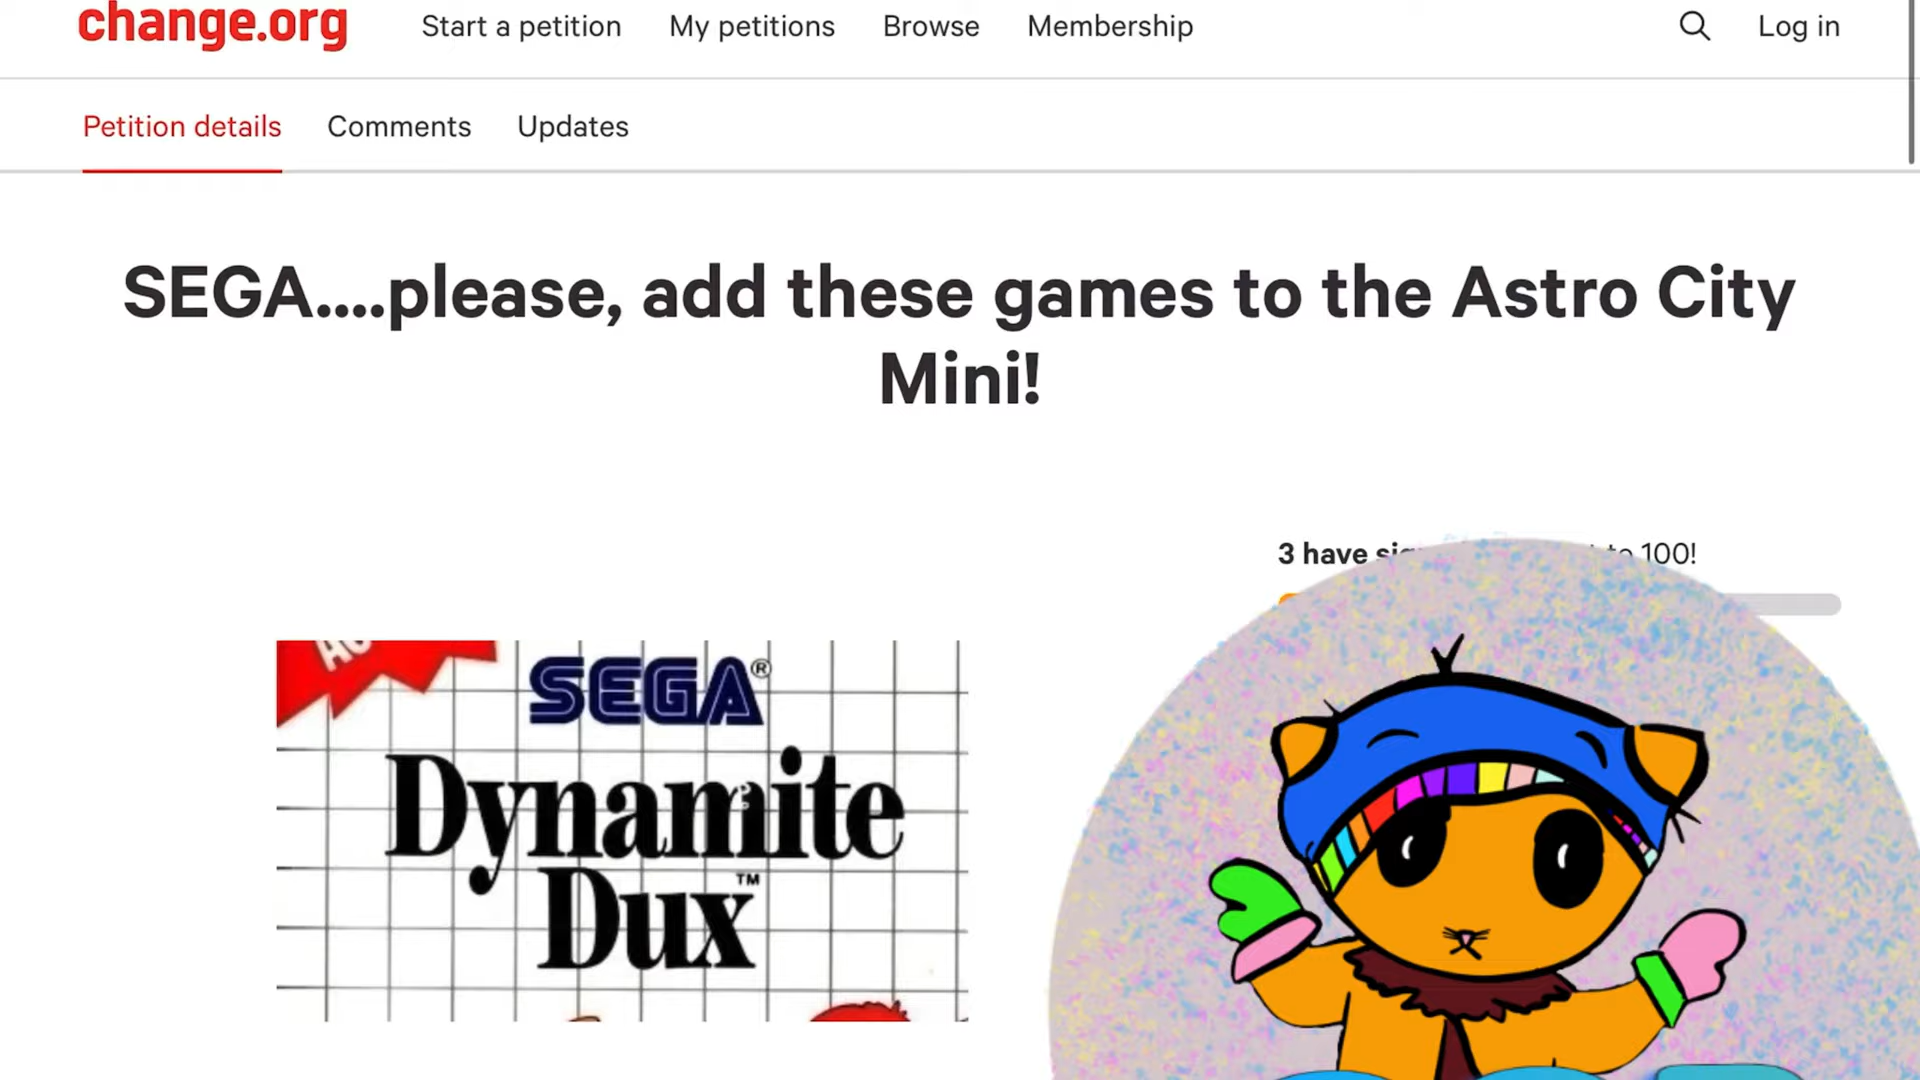 change.org Start a petition My petitions Browse Membership Log in
Petition details Comments Updates
SEGA....please, add these games to the Astro City
Mini!
3 have 100!
SEGA®
Dynamite
Dux™